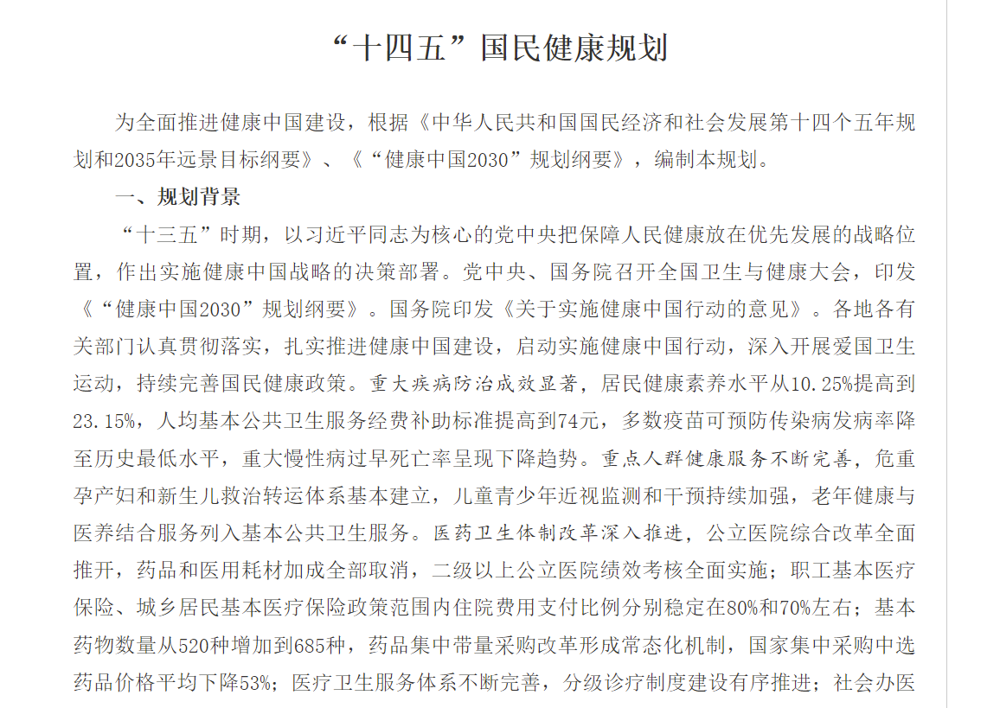 “十四五”国民健康规划
为全面推进健康中国建设，根据《中华人民共和国国民经济和社会发展第十四个五年规
划和2035年远景目标纲要》、《“健康中国2030”规划纲要》，编制本规划。
一、规划背景
“十三五”时期，以习近平同志为核心的党中央把保障人民健康放在优先发展的战略位
置，作出实施健康中国战略的决策部署。党中央、国务院召开全国卫生与健康大会，印发
《“健康中国2030”规划纲要》。国务院印发《关于实施健康中国行动的意见》。各地各有
关部门认真贯彻落实，扎实推进健康中国建设，启动实施健康中国行动，深入开展爱国卫生
运动，持续完善国民健康政策。重大疾病防治成效显著，居民健康素养水平从10.25%提高到
23.15%，人均基本公共卫生服务经费补助标准提高到74元，多数疫苗可预防传染病发病率降
至历史最低水平，重大慢性病过早死亡率呈现下降趋势。重点人群健康服务不断完善，危重
孕产妇和新生儿救治转运体系基本建立，儿童青少年近视监测和干预持续加强，老年健康与
医养结合服务列入基本公共卫生服务。医药卫生体制改革深入推进，公立医院综合改革全面
推开，药品和医用耗材加成全部取消，二级以上公立医院绩效考核全面实施；职工基本医疗
保险、城乡居民基本医疗保险政策范围内住院费用支付比例分别稳定在80%和70%左右；基本
药物数量从520种增加到685种，药品集中带量采购改革形成常态化机制，国家集中采购中选
药品价格平均下降53%；医疗卫生服务体系不断完善，分级诊疗制度建设有序推进；社会办医